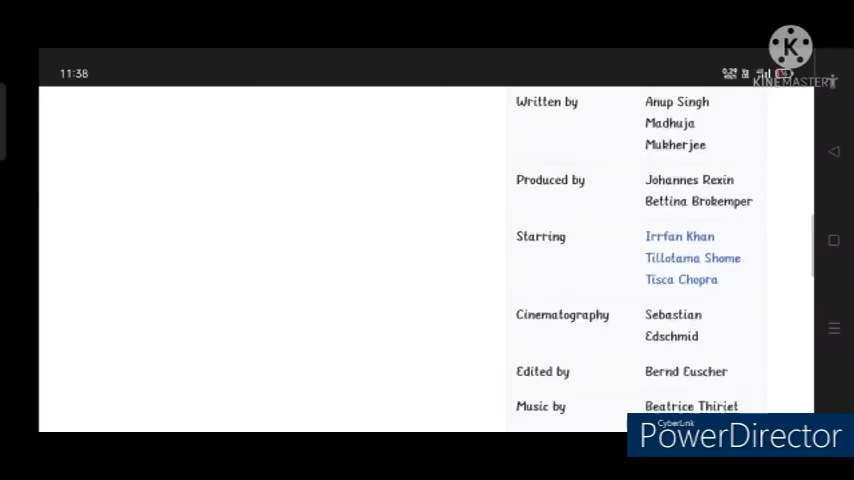 11:38
KINEMASTER
Written by Anup Singh
Madhuja
Mukherjee
Produced by Johannes Rexin
Bettina Brokemper
Starring Irrfan Khan
Tillotama Shome
Tisca Chopra
Cinematography Sebastian
Edschmid
Edited by Bernd Euscher
Music by Beatrice Thiriet
CyberLink
PowerDirector